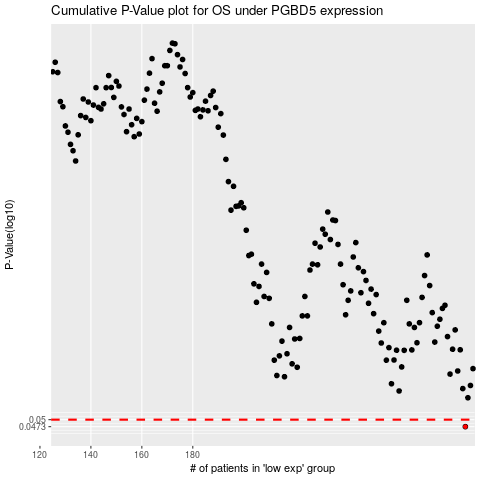 Cumulative P-Value plot for OS under PGBD5 expression
P-Value(log10)
0.05
0.0473
120 140 160 180
# of patients in 'low exp' group